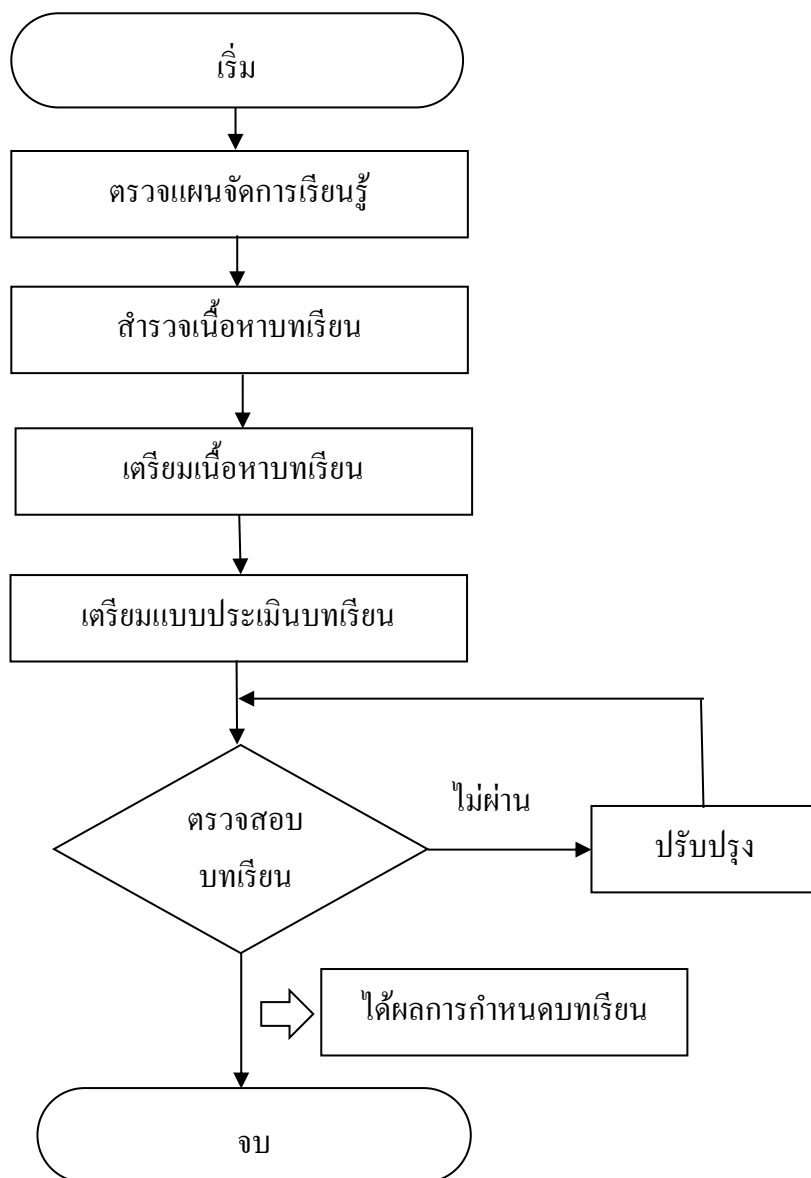 เริ่ม
ตรวจแผนจัดการเรียนรู้
สำรวจเนื้อหาบทเรียน
เตรียมเนื้อหาบทเรียน
เตรียมแบบประเมินบทเรียน
ตรวจสอบ
บทเรียน
ไม่ผ่าน
ปรับปรุง
ได้ผลการกำหนดบทเรียน
จบ